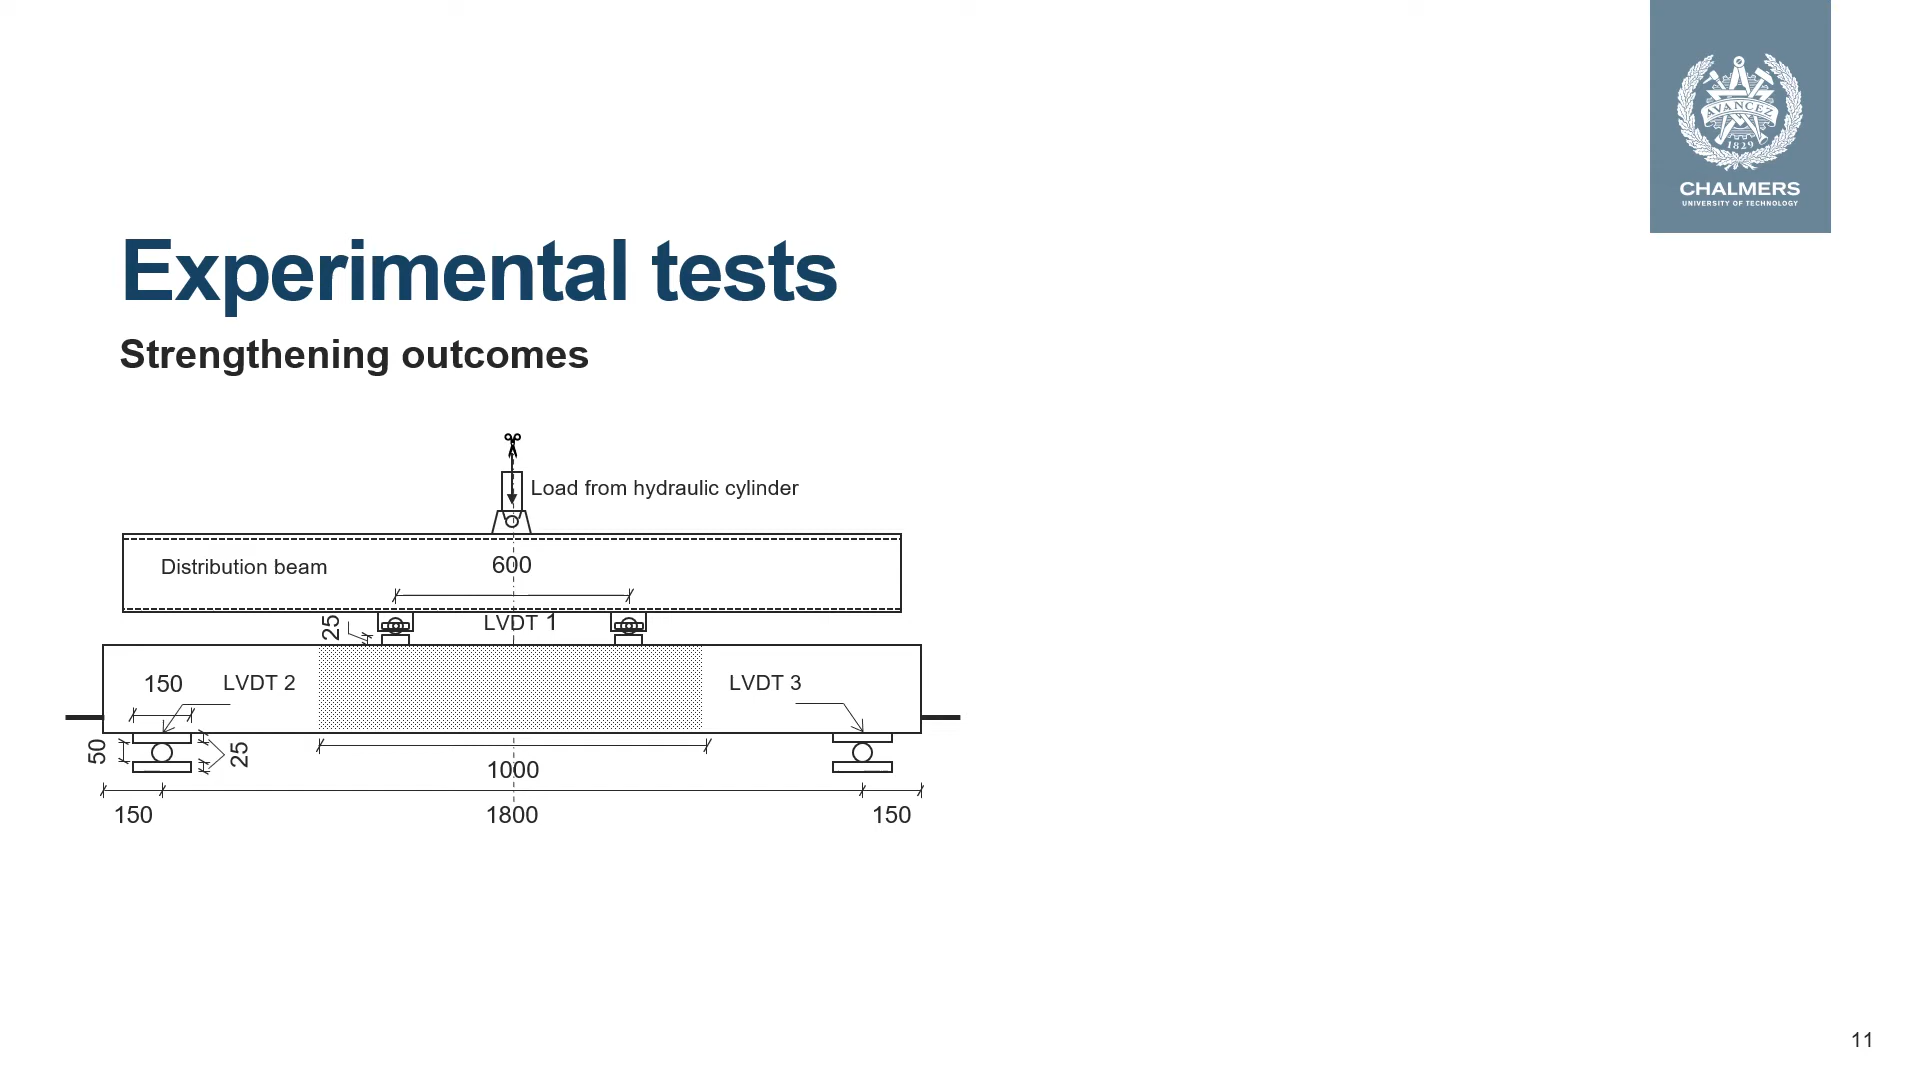 AVANCEZ
1829
CHALMERS
UNIVERSITY OF TECHNOLOGY
Experimental tests
Strengthening outcomes
Load from hydraulic cylinder
Distribution beam
600
25
LVDT 1
150
LVDT 2
LVDT 3
50
25
1000
150
1800
150
11